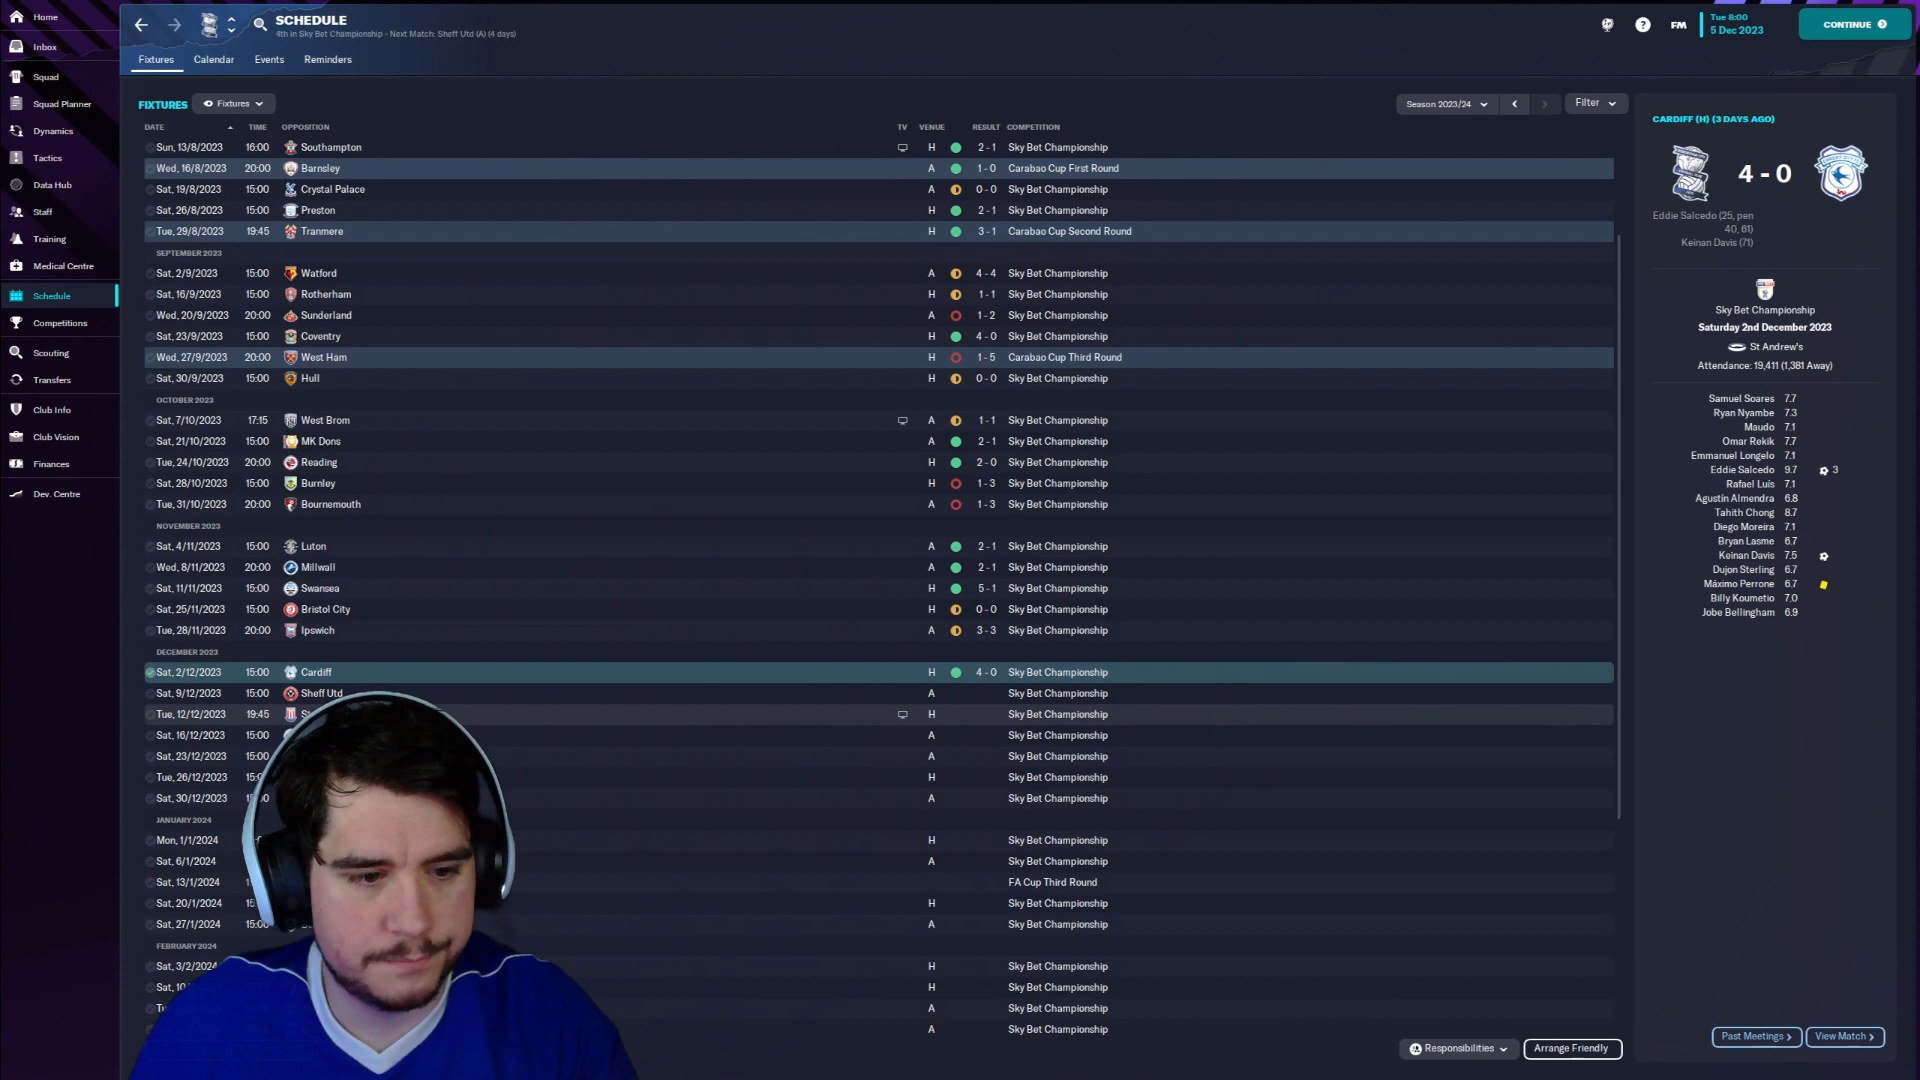 Home
Inbox
Squad
Squad Planner
Dynamics
Tactics
Data Hub
Staff
Training
Medical Centre
Schedule
Competitions
Scouting
Transfers
Club Info
Club Vision
Finances
Dev. Centre
SCHEDULE
4th in Sky Bet Championship - Next Match: Sheff Utd (A) (4 days)
FM
Tue 8:00
5 Dec 2023
CONTINUE
Fixtures Calendar Events Reminders
FIXTURES Fixtures
Season 2023/24 Filter
DATE TIME OPPOSITION TV VENUE RESULT COMPETITION
Sun, 13/8/2023 16:00 Southampton H 2 - 1 Sky Bet Championship
Wed, 16/8/2023 20:00 Barnsley A 1 - 0 Carabao Cup First Round
Sat, 19/8/2023 15:00 Crystal Palace A 0 - 0 Sky Bet Championship
Sat, 26/8/2023 15:00 Preston H 2 - 1 Sky Bet Championship
Tue, 29/8/2023 19:45 Tranmere H 3 - 1 Carabao Cup Second Round
SEPTEMBER 2023
Sat, 2/9/2023 15:00 Watford A 4 - 4 Sky Bet Championship
Sat, 16/9/2023 15:00 Rotherham H 1 - 1 Sky Bet Championship
Wed, 20/9/2023 20:00 Sunderland A 1 - 2 Sky Bet Championship
Sat, 23/9/2023 15:00 Coventry H 4 - 0 Sky Bet Championship
Wed, 27/9/2023 20:00 West Ham H 1 - 5 Carabao Cup Third Round
Sat, 30/9/2023 15:00 Hull H 0 - 0 Sky Bet Championship
OCTOBER 2023
Sat, 7/10/2023 17:15 West Brom A 1 - 1 Sky Bet Championship
Sat, 21/10/2023 15:00 MK Dons A 2 - 1 Sky Bet Championship
Tue, 24/10/2023 20:00 Reading H 2 - 0 Sky Bet Championship
Sat, 28/10/2023 15:00 Burnley H 1 - 3 Sky Bet Championship
Tue, 31/10/2023 20:00 Bournemouth A 1 - 3 Sky Bet Championship
NOVEMBER 2023
Sat, 4/11/2023 15:00 Luton A 2 - 1 Sky Bet Championship
Wed, 8/11/2023 20:00 Millwall A 2 - 1 Sky Bet Championship
Sat, 11/11/2023 15:00 Swansea H 5 - 1 Sky Bet Championship
Sat, 25/11/2023 15:00 Bristol City H 0 - 0 Sky Bet Championship
Tue, 28/11/2023 20:00 Ipswich A 3 - 3 Sky Bet Championship
DECEMBER 2023
Sat, 2/12/2023 15:00 Cardiff H 4 - 0 Sky Bet Championship
Sat, 9/12/2023 15:00 Sheff Utd A Sky Bet Championship
Tue, 12/12/2023 19:45 H Sky Bet Championship
Sat, 16/12/2023 15:00 A Sky Bet Championship
Sat, 23/12/2023 15:00 A Sky Bet Championship
Tue, 26/12/2023 H Sky Bet Championship
Sat, 30/12/2023 A Sky Bet Championship
JANUARY 2024
Mon, 1/1/2024 H Sky Bet Championship
Sat, 6/1/2024 A Sky Bet Championship
Sat, 13/1/2024 FA Cup Third Round
Sat, 20/1/2024 H Sky Bet Championship
Sat, 27/1/2024 A Sky Bet Championship
FEBRUARY 2024
Sat, 3/2/2024 H Sky Bet Championship
Sat, H Sky Bet Championship
A Sky Bet Championship
A Sky Bet Championship
Responsibilities Arrange Friendly
CARDIFF (H) (3 DAYS AGO)
4 - 0
Eddie Salcedo (25, pen
40, 61)
Keinan Davis (71)
Sky Bet Championship
Saturday 2nd December 2023
St Andrew's
Attendance: 19,411 (1,381 Away)
Samuel Soares 7.7
Ryan Nyambe 7.3
Maudo 7.1
Omar Rekik 7.7
Emmanuel Longelo 7.1
Eddie Salcedo 9.7 3
Rafael Luís 7.1
Agustín Almendra 6.8
Tahith Chong 8.7
Diego Moreira 7.1
Bryan Lasme 6.7
Keinan Davis 7.5
Dujon Sterling 6.7
Máximo Perrone 6.7
Billy Koumetio 7.0
Jobe Bellingham 6.9
Past Meetings View Match